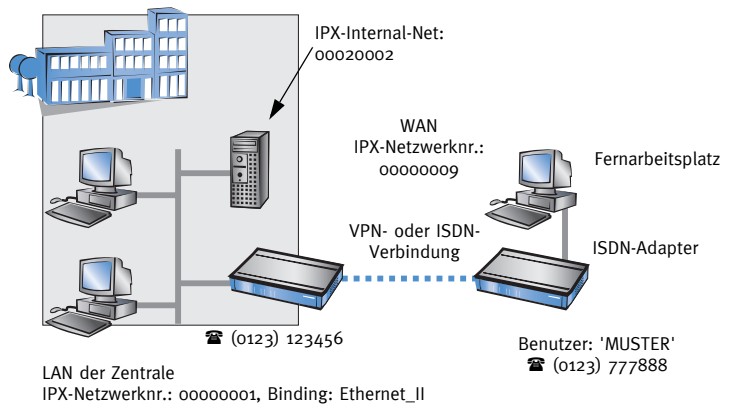 IPX-Internal-Net:
00020002
WAN
IPX-Netzwerknr.:
00000009
Fernarbeitsplatz
VPN- oder ISDN-
Verbindung
ISDN-Adapter
☎ (0123) 123456
Benutzer: 'MUSTER'
☎ (0123) 777888
LAN der Zentrale
IPX-Netzwerknr.: 00000001, Binding: Ethernet_II